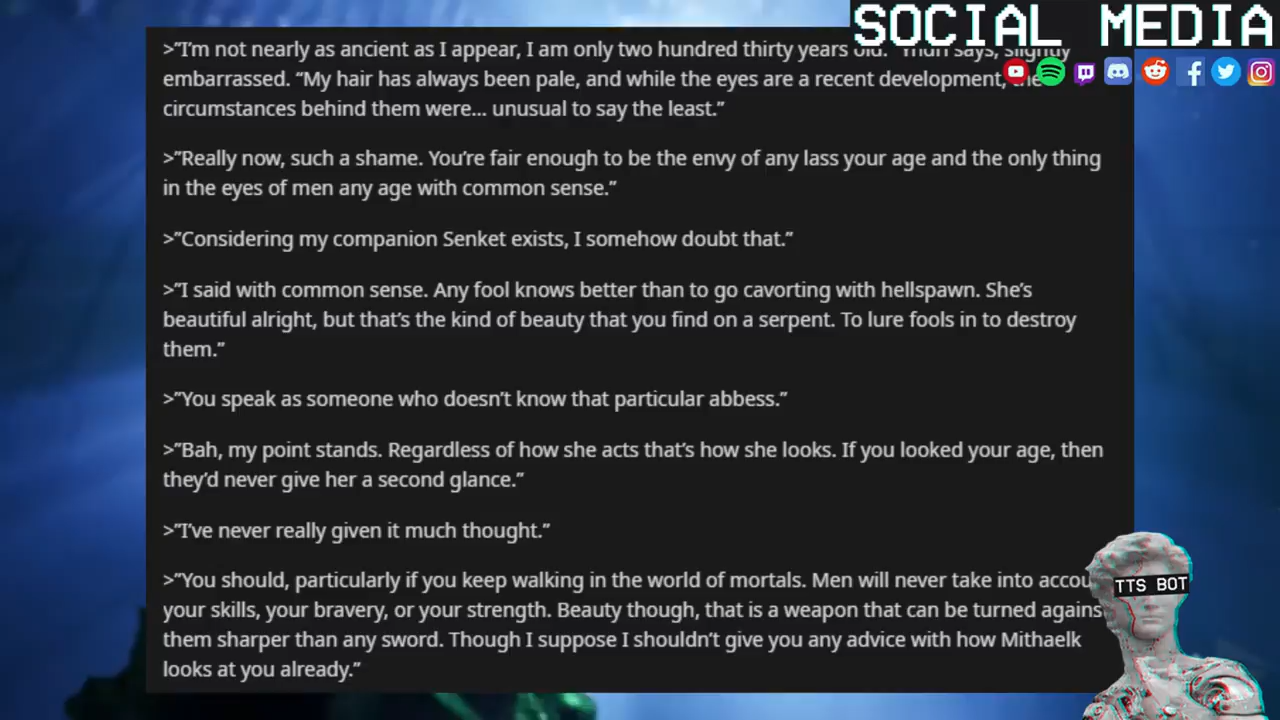 SOCIAL MEDIA
>"I'm not nearly as ancient as I appear, I am only two hundred thirty years old." says, slightly
embarrassed. “My hair has always been pale, and while the eyes are a recent development, the
circumstances behind them were... unusual to say the least.”
>”Really now, such a shame. You’re fair enough to be the envy of any lass your age and the only thing
in the eyes of men any age with common sense.”
>”Considering my companion Senket exists, I somehow doubt that.”
>”I said with common sense. Any fool knows better than to go cavorting with hellspawn. She’s
beautiful alright, but that’s the kind of beauty that you find on a serpent. To lure fools in to destroy
them.”
>”You speak as someone who doesn’t know that particular abbess.”
>”Bah, my point stands. Regardless of how she acts that’s how she looks. If you looked your age, then
they’d never give her a second glance.”
>”I’ve never really given it much thought.”
>”You should, particularly if you keep walking in the world of mortals. Men will never take into accou
your skills, your bravery, or your strength. Beauty though, that is a weapon that can be turned agains
them sharper than any sword. Though I suppose I shouldn’t give you any advice with how Mithaelk
looks at you already.”
TTS BOT